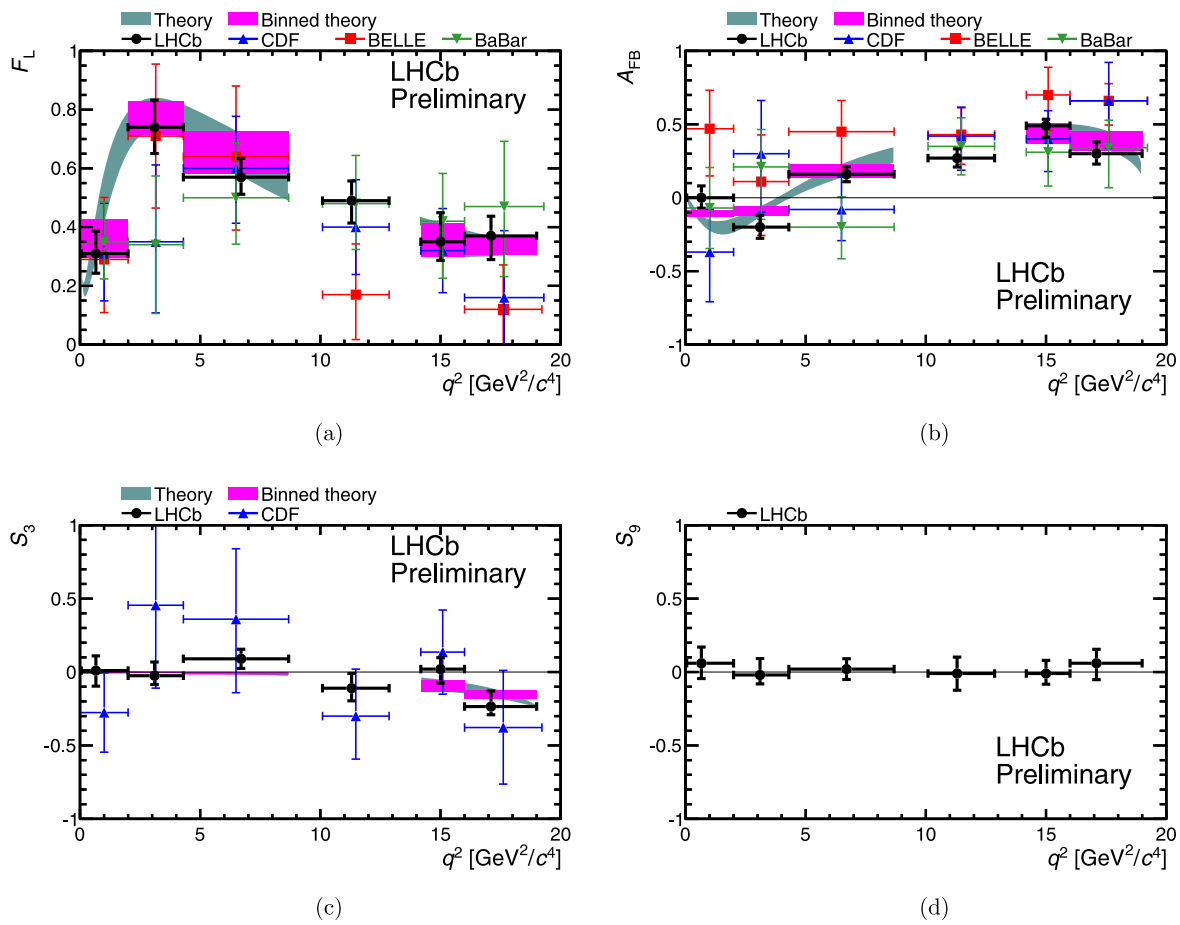 Theory Binned theory
LHCb CDF BELLE BaBar
F_L
1
0.8
0.6
0.4
0.2
0
LHCb
Preliminary
0 5 10 15 20
q² [GeV²/c⁴]
(a)
Theory Binned theory
LHCb CDF BELLE BaBar
A_FB
1
0.5
0
-0.5
-1
LHCb
Preliminary
0 5 10 15 20
q² [GeV²/c⁴]
(b)
Theory Binned theory
LHCb CDF
S_3
1
0.5
0
-0.5
-1
LHCb
Preliminary
0 5 10 15 20
q² [GeV²/c⁴]
(c)
LHCb
S_9
1
0.5
0
-0.5
-1
LHCb
Preliminary
0 5 10 15 20
q² [GeV²/c⁴]
(d)